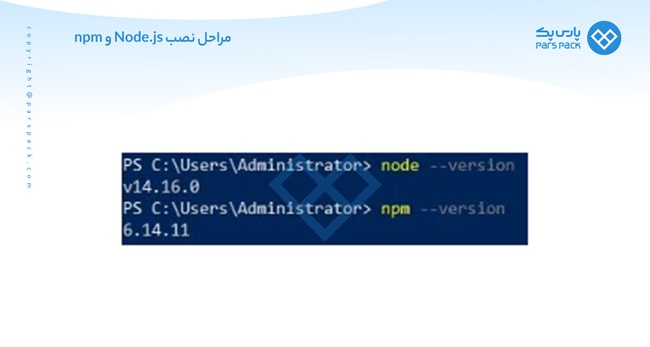 مراحل نصب Node.js و npm
پارس پک
PARS PACK
copyright@parspack.com
PS C:\Users\Administrator> node --version
v14.16.0
PS C:\Users\Administrator> npm --version
6.14.11